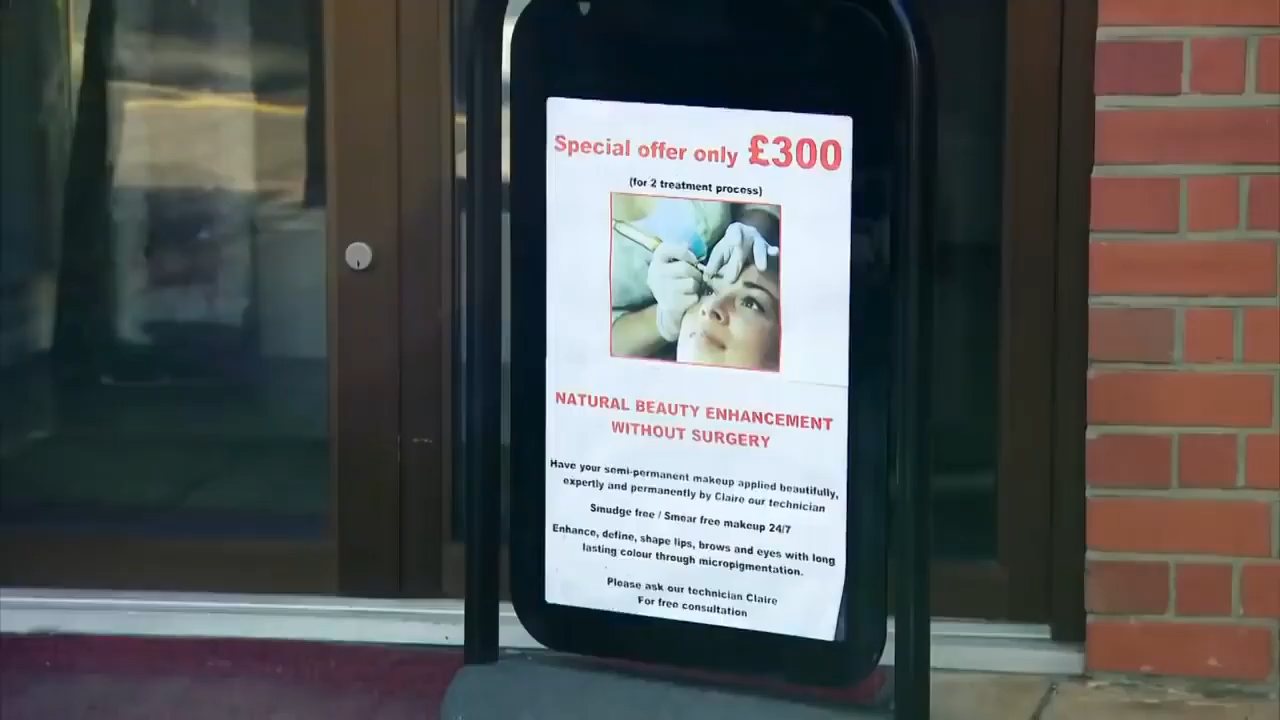 Special offer only £300
(for 2 treatment process)
NATURAL BEAUTY ENHANCEMENT
WITHOUT SURGERY
Have your semi-permanent makeup applied beautifully,
expertly and permanently by Claire our technician
Smudge free / Smear free makeup 24/7
Enhance, define, shape lips, brows and eyes with long
lasting colour through micropigmentation.
Please ask our technician Claire
For free consultation